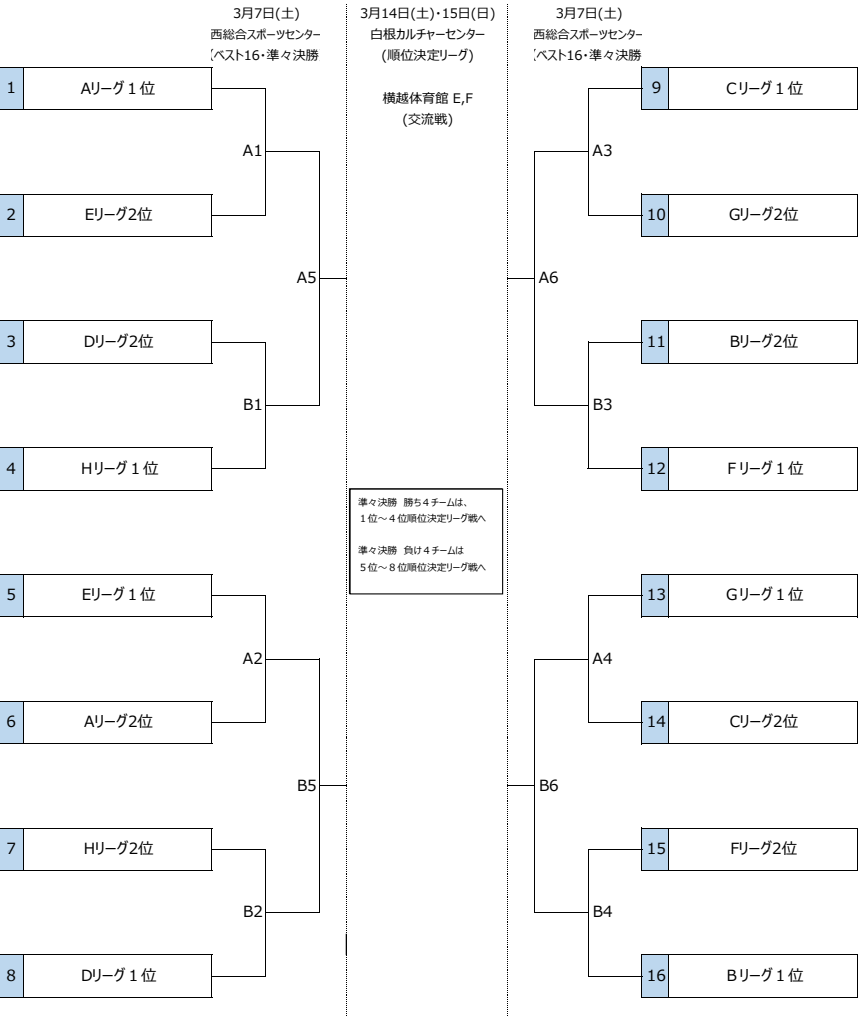 3月7日(土)
西総合スポーツセンター
(ベスト16・準々決勝
3月14日(土)・15日(日)
白根カルチャーセンター
(順位決定リーグ)
横越体育館 E,F
(交流戦)
3月7日(土)
西総合スポーツセンター
(ベスト16・準々決勝
1 Aリーグ１位
A1
2 Eリーグ2位
A5
3 Dリーグ2位
B1
4 Hリーグ１位
5 Eリーグ１位
A2
6 Aリーグ2位
B5
7 Hリーグ2位
B2
8 Dリーグ１位
準々決勝 勝ち４チームは、
１位～４位順位決定リーグ戦へ
準々決勝 負け４チームは
５位～８位順位決定リーグ戦へ
9 Cリーグ１位
A3
10 Gリーグ2位
A6
11 Bリーグ2位
B3
12 Fリーグ１位
13 Gリーグ１位
A4
14 Cリーグ2位
B6
15 Fリーグ2位
B4
16 Bリーグ１位